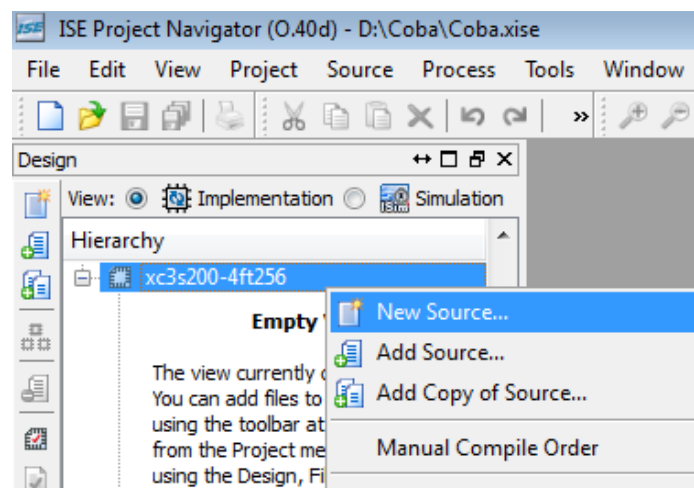 ISE Project Navigator (O.40d) - D:\Coba\Coba.xise
File Edit View Project Source Process Tools Window
Design
View: Implementation Simulation
Hierarchy
xc3s200-4ft256
Empty
The view currently
You can add files to
using the toolbar at
from the Project me
using the Design, Fi
New Source...
Add Source...
Add Copy of Source...
Manual Compile Order